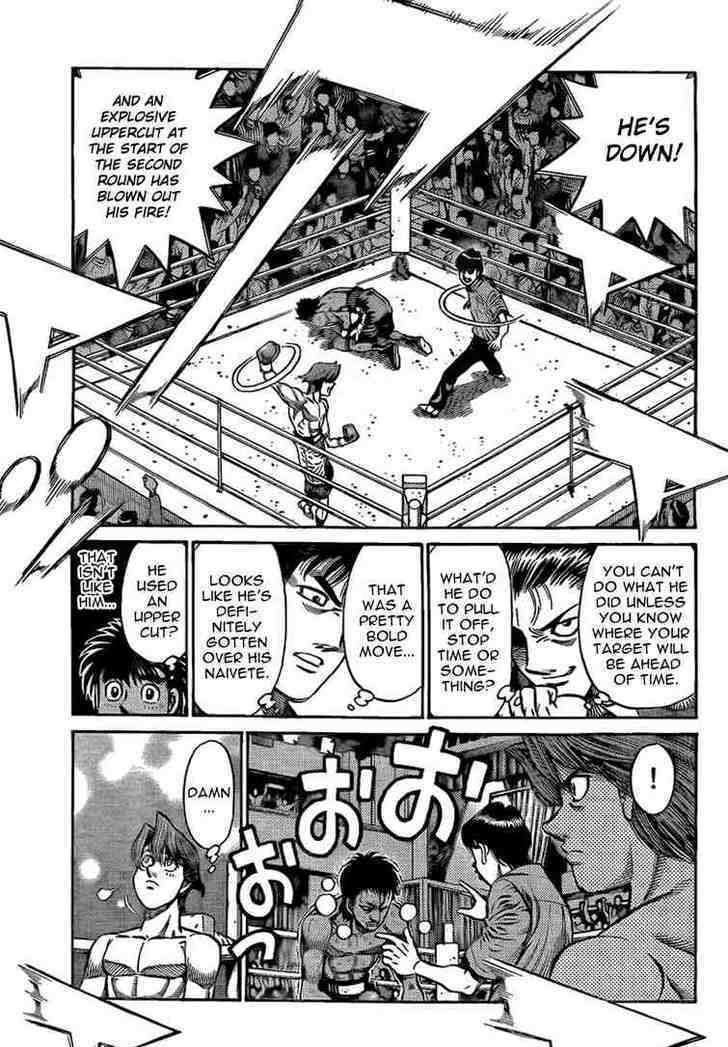 HE'S
DOWN!
AND AN
EXPLOSIVE
UPPERCUT AT
THE START OF
THE SECOND
ROUND HAS
BLOWN OUT
HIS FIRE!
YOU CAN'T
DO WHAT HE
DID UNLESS
YOU KNOW
WHERE YOUR
TARGET WILL
BE AHEAD
OF TIME.
WHAT'D
HE DO
TO PULL
IT OFF,
STOP
TIME OR
SOME-
THING?
THAT
WAS A
PRETTY
BOLD
MOVE...
LOOKS
LIKE HE'S
DEFI-
NITELY
GOTTEN
OVER HIS
NAIVETE.
HE
USED
AN
UPPER
CUT?
THAT
ISN'T
LIKE
HIM...
!
おおおおっ
DAMN
...